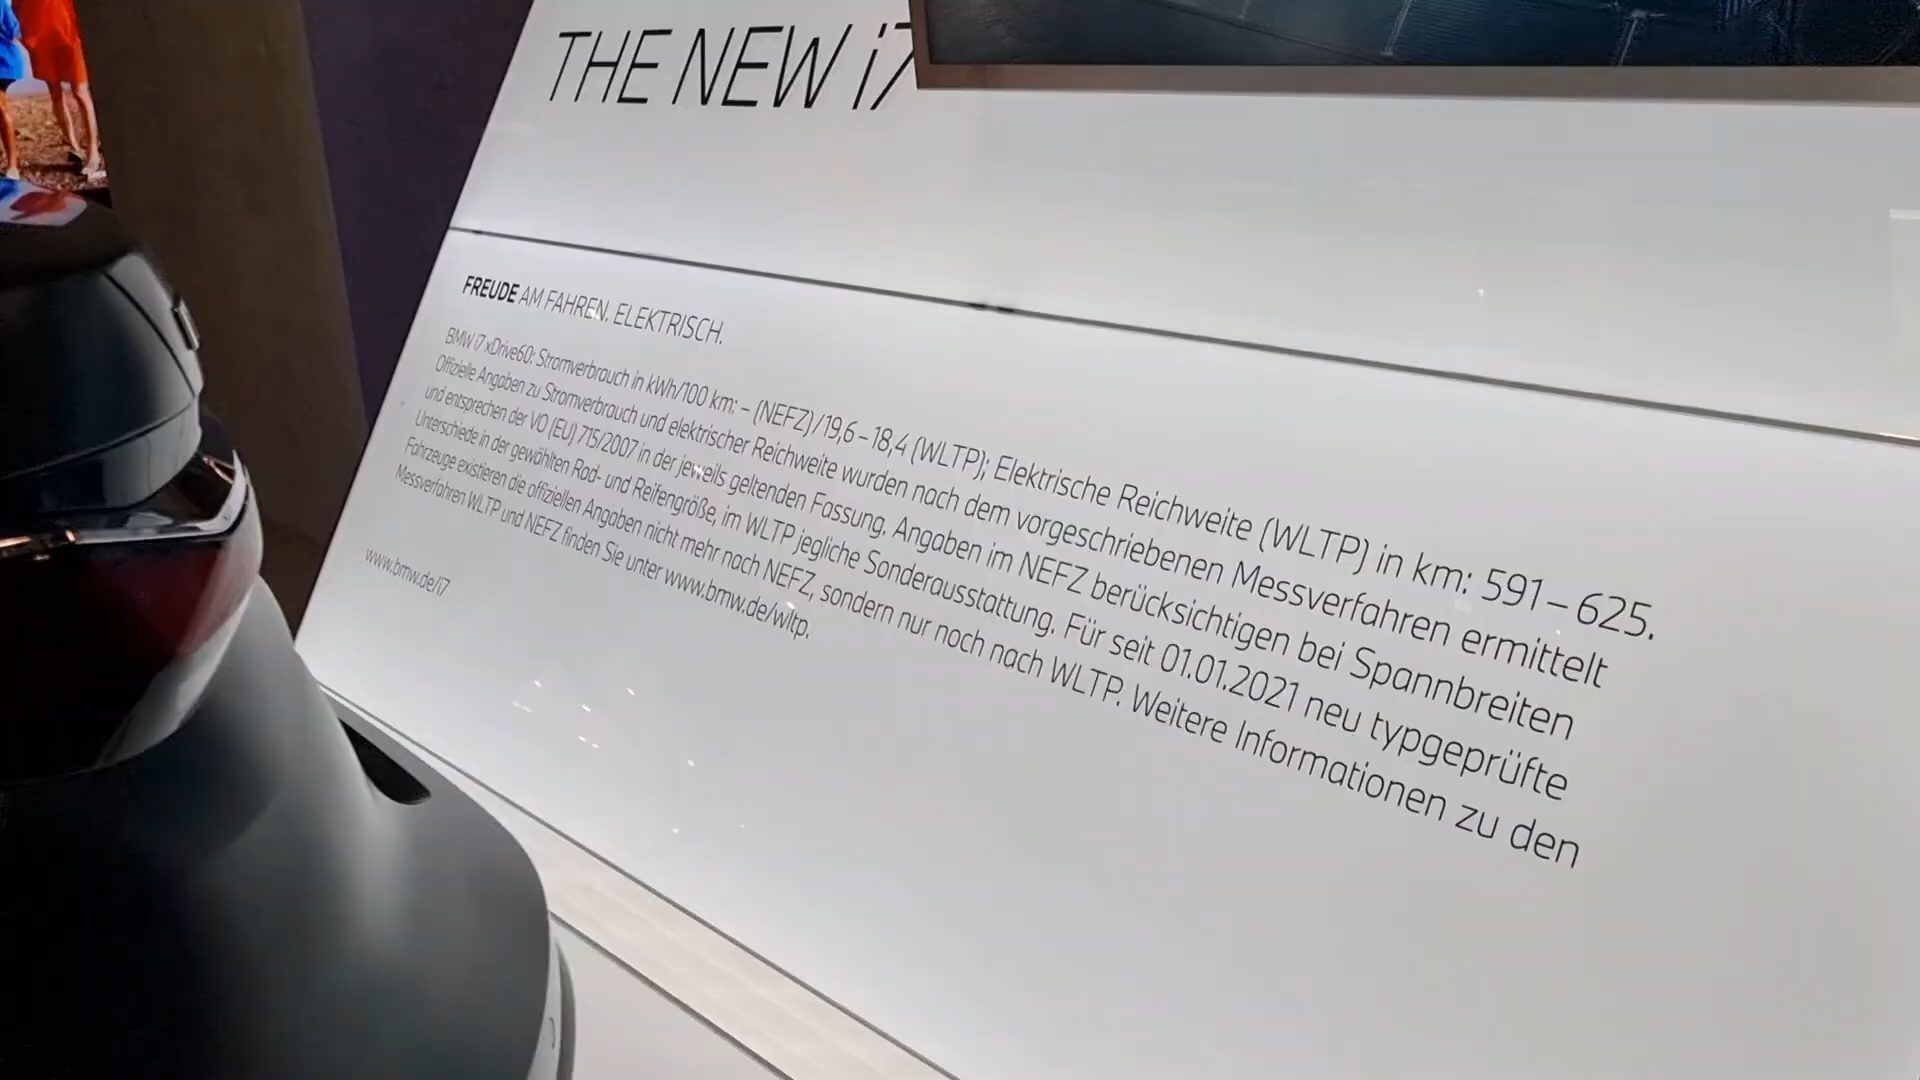 THE NEW i7
FREUDE AM FAHREN. ELEKTRISCH.
BMW i7 xDrive60: Stromverbrauch in kWh/100 km: – (NEFZ)/19,6–18,4 (WLTP); Elektrische Reichweite (WLTP) in km: 591–625.
Offizielle Angaben zu Stromverbrauch und elektrischer Reichweite wurden nach dem vorgeschriebenen Messverfahren ermittelt
und entsprechen der VO (EU) 715/2007 in der jeweils geltenden Fassung. Angaben im NEFZ berücksichtigen bei Spannbreiten
Unterschiede in der gewählten Rad- und Reifengröße, im WLTP jegliche Sonderausstattung. Für seit 01.01.2021 neu typgeprüfte
Fahrzeuge existieren die offiziellen Angaben nicht mehr nach NEFZ, sondern nur noch nach WLTP. Weitere Informationen zu den
Messverfahren WLTP und NEFZ finden Sie unter www.bmw.de/wltp.
www.bmw.de/i7